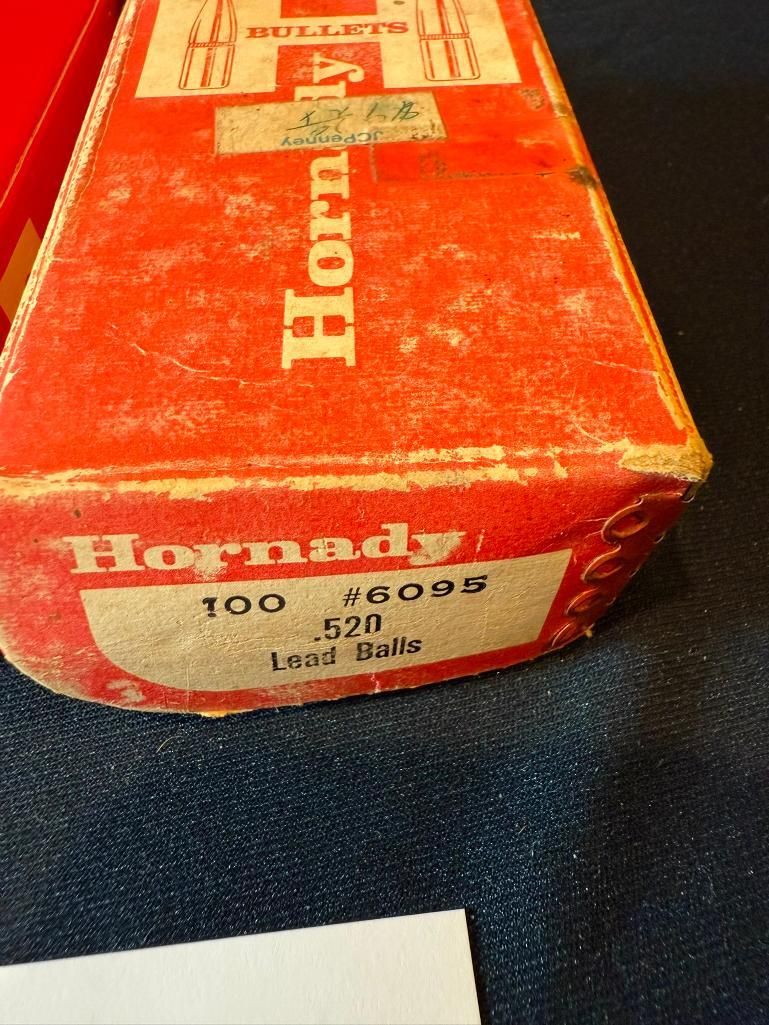 BULLETS
Hornady
JCPenney
Hornady
100 #6095
.520
Lead Balls